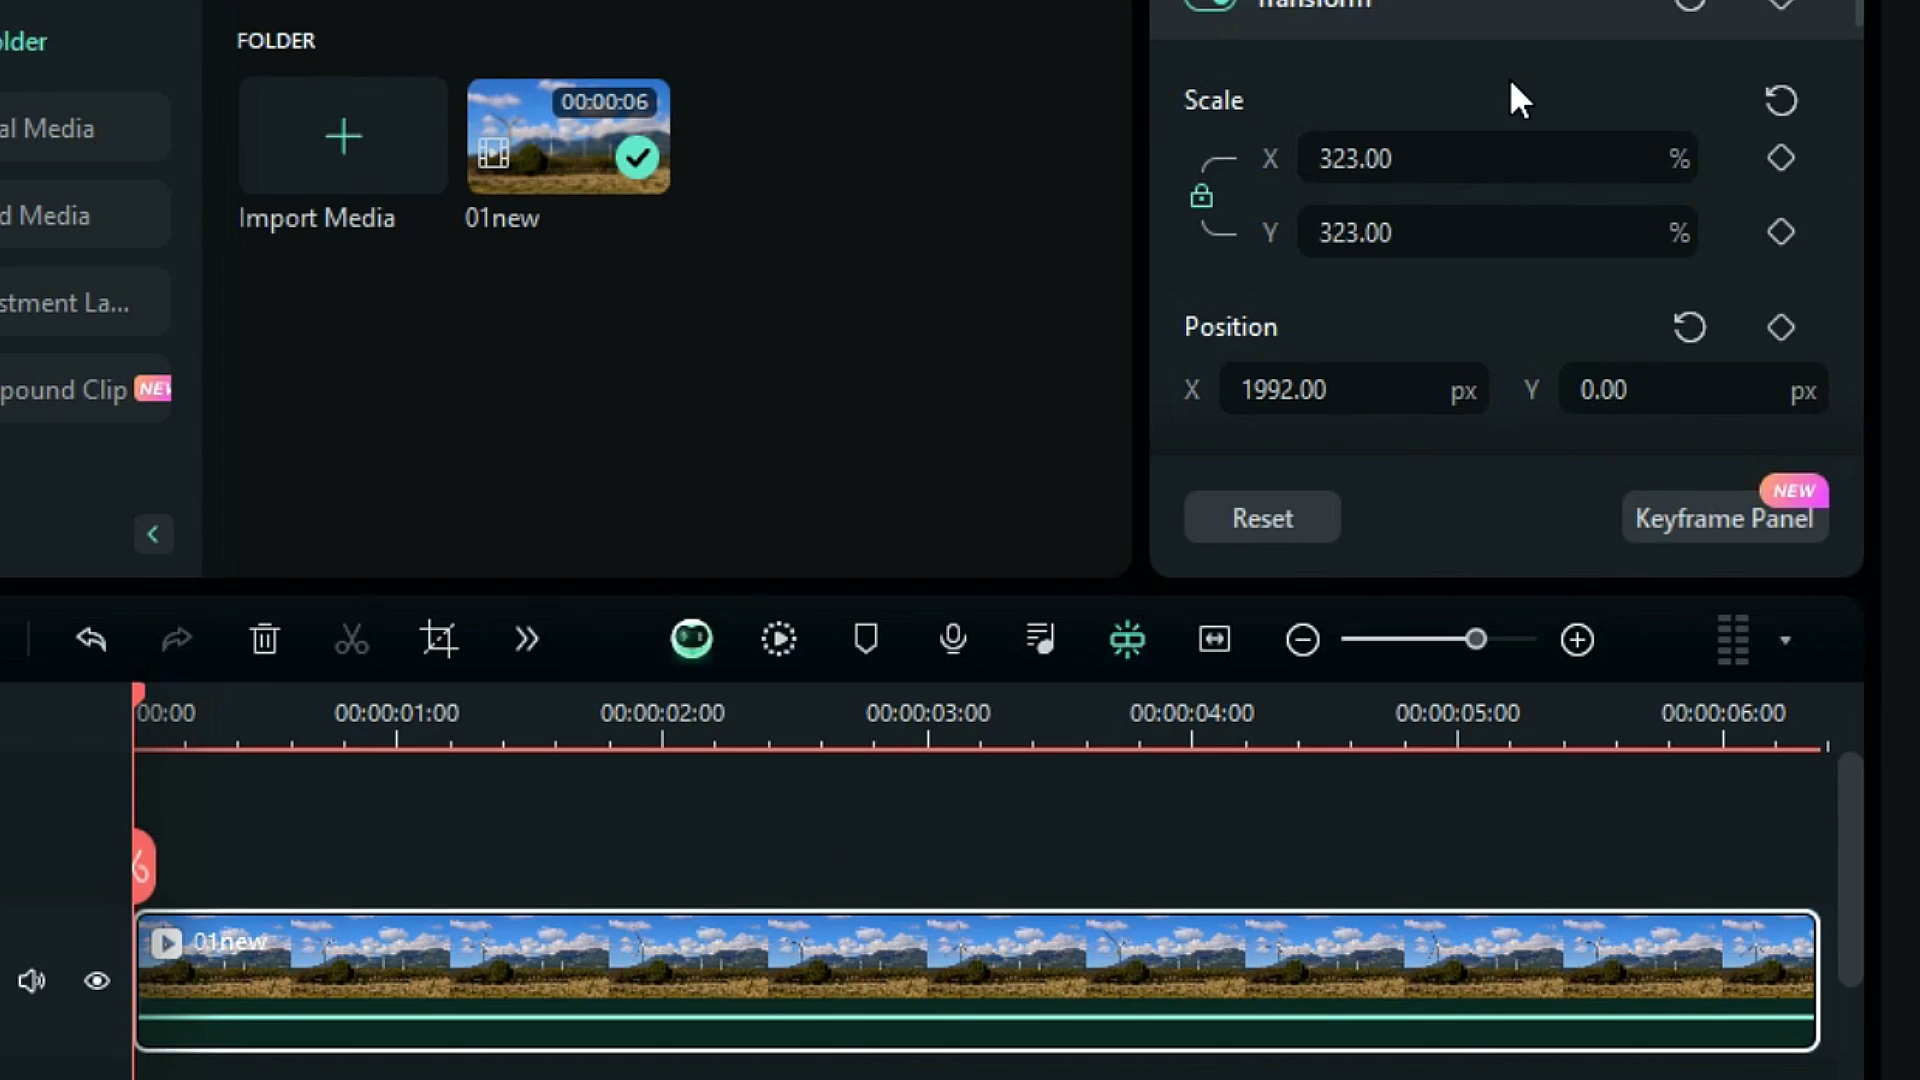 Transform
older
FOLDER
al Media
d Media
stment La...
pound Clip NEW
Import Media
00:00:06
01new
Scale
X 323.00 %
Y 323.00 %
Position
X 1992.00 px Y 0.00 px
Reset
NEW
Keyframe Panel
00:00 00:00:01:00 00:00:02:00 00:00:03:00 00:00:04:00 00:00:05:00 00:00:06:00
01new